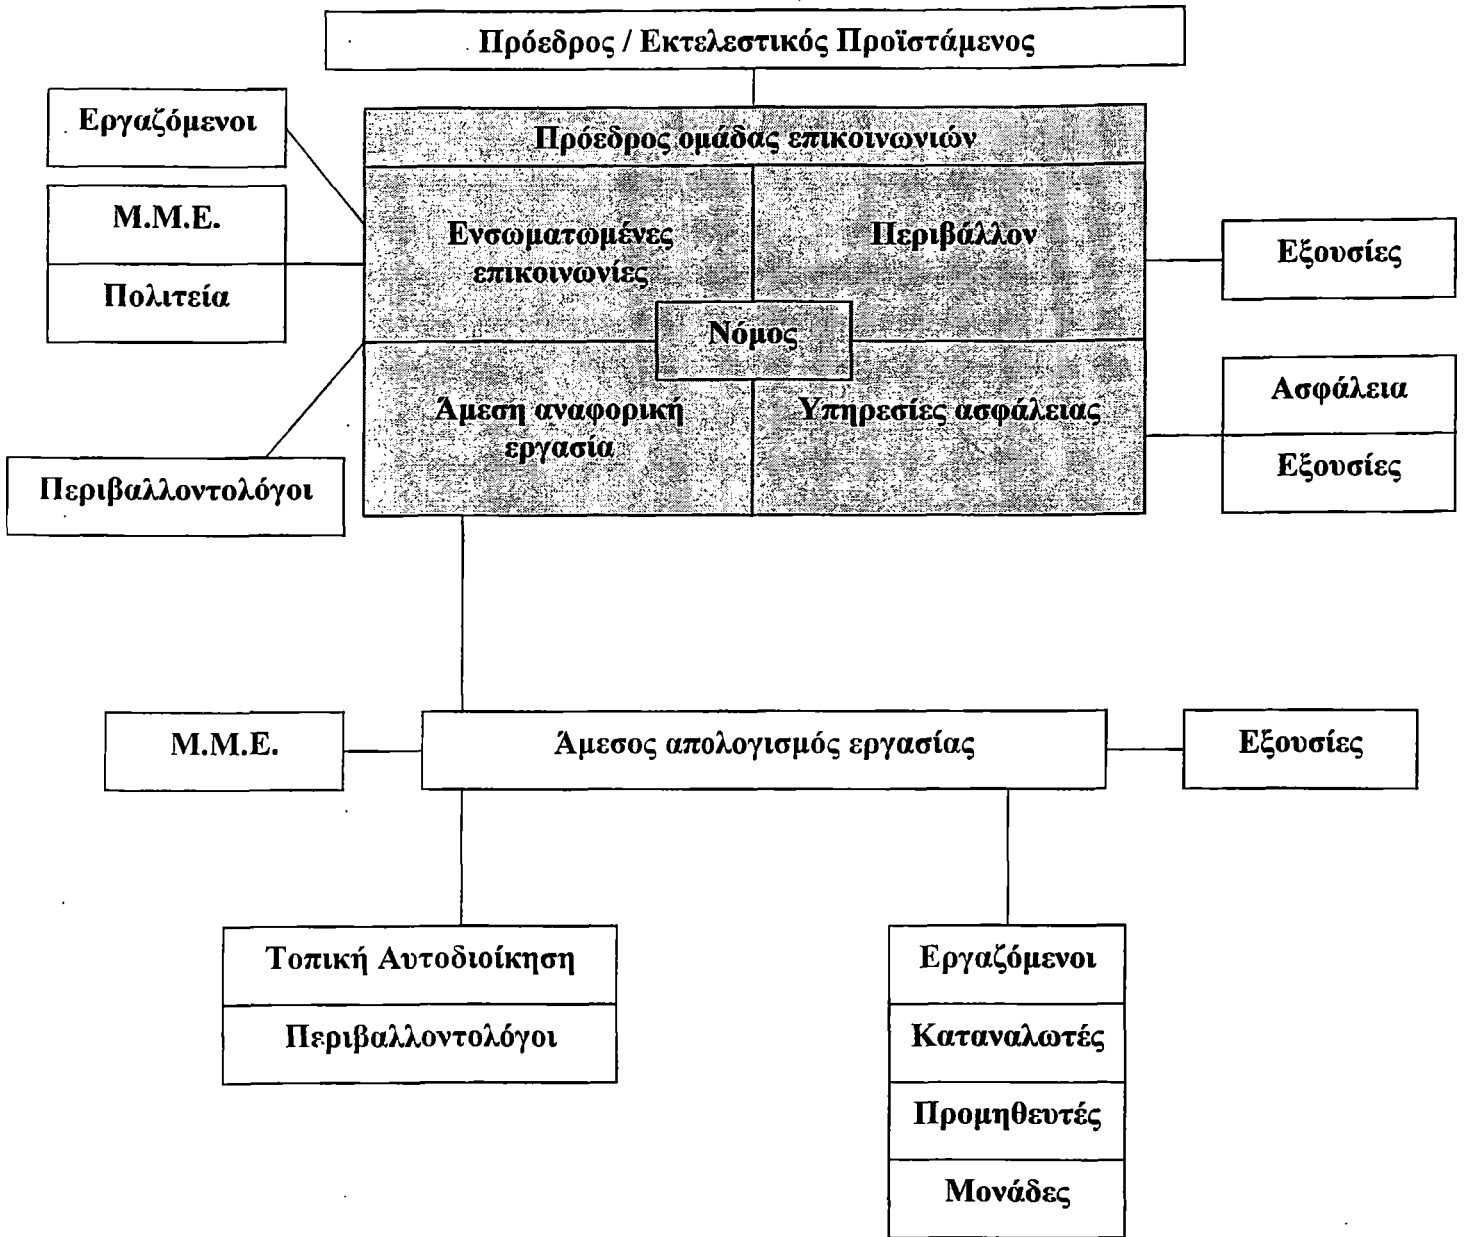 Πρόεδρος / Εκτελεστικός Προϊστάμενος
Εργαζόμενοι
Πρόεδρος ομάδας επικοινωνιών
Μ.Μ.Ε.
Πολιτεία
Ενσωματωμένες
επικοινωνίες
Περιβάλλον
Εξουσίες
Νόμος
Άμεση αναφορική
εργασία
Υπηρεσίες ασφάλειας
Ασφάλεια
Εξουσίες
Περιβαλλοντολόγοι
Μ.Μ.Ε.
Άμεσος απολογισμός εργασίας
Εξουσίες
Τοπική Αυτοδιοίκηση
Περιβαλλοντολόγοι
Εργαζόμενοι
Καταναλωτές
Προμηθευτές
Μονάδες